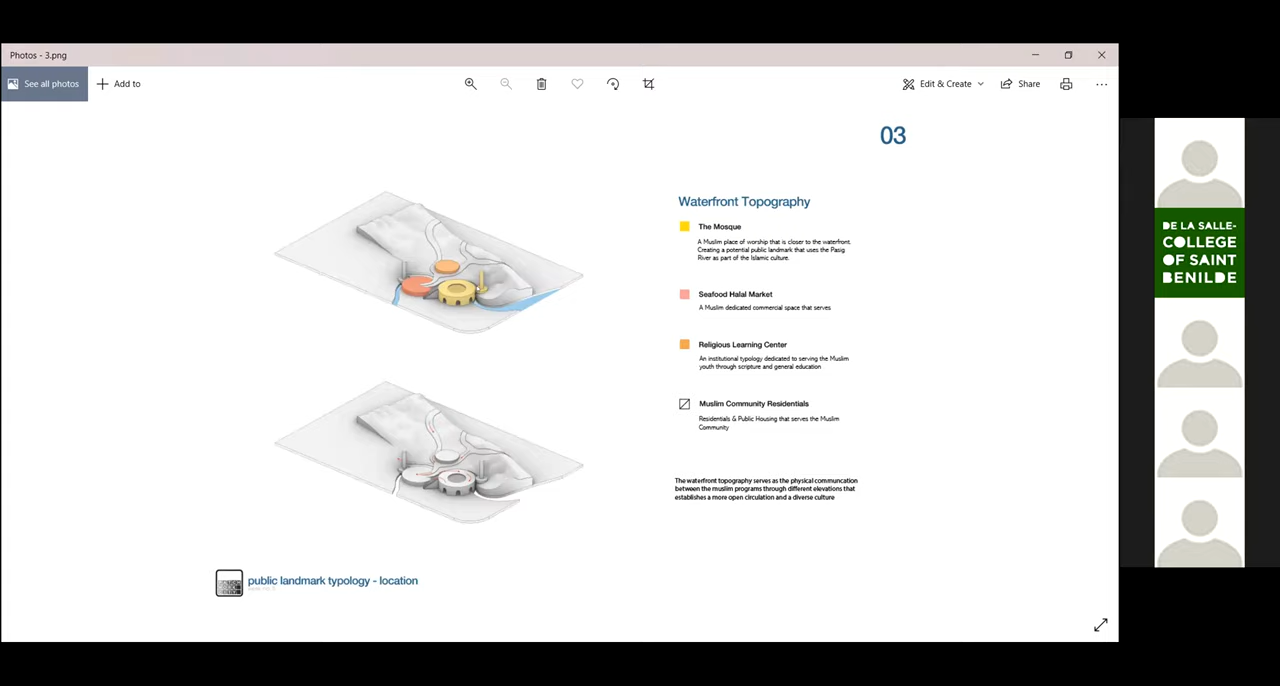 Photos - 3.png
See all photos
Add to
Edit & Create
Share
03
Waterfront Topography
The Mosque
A Muslim place of worship that is closer to the waterfront.
Creating a potential public landmark that uses the Pasig
River as part of the Islamic culture.
Seafood Halal Market
A Muslim dedicated commercial space that serves
Religious Learning Center
An institutional typology dedicated to serving the Muslim
youth through scripture and general education
Muslim Community Residentials
Residentials & Public Housing that serves the Muslim
Community
The waterfront topography serves as the physical communcation
between the muslim programs through different elevations that
establishes a more open circulation and a diverse culture
public landmark typology - location
DE LA SALLE-
COLLEGE
OF SAINT
BENILDE